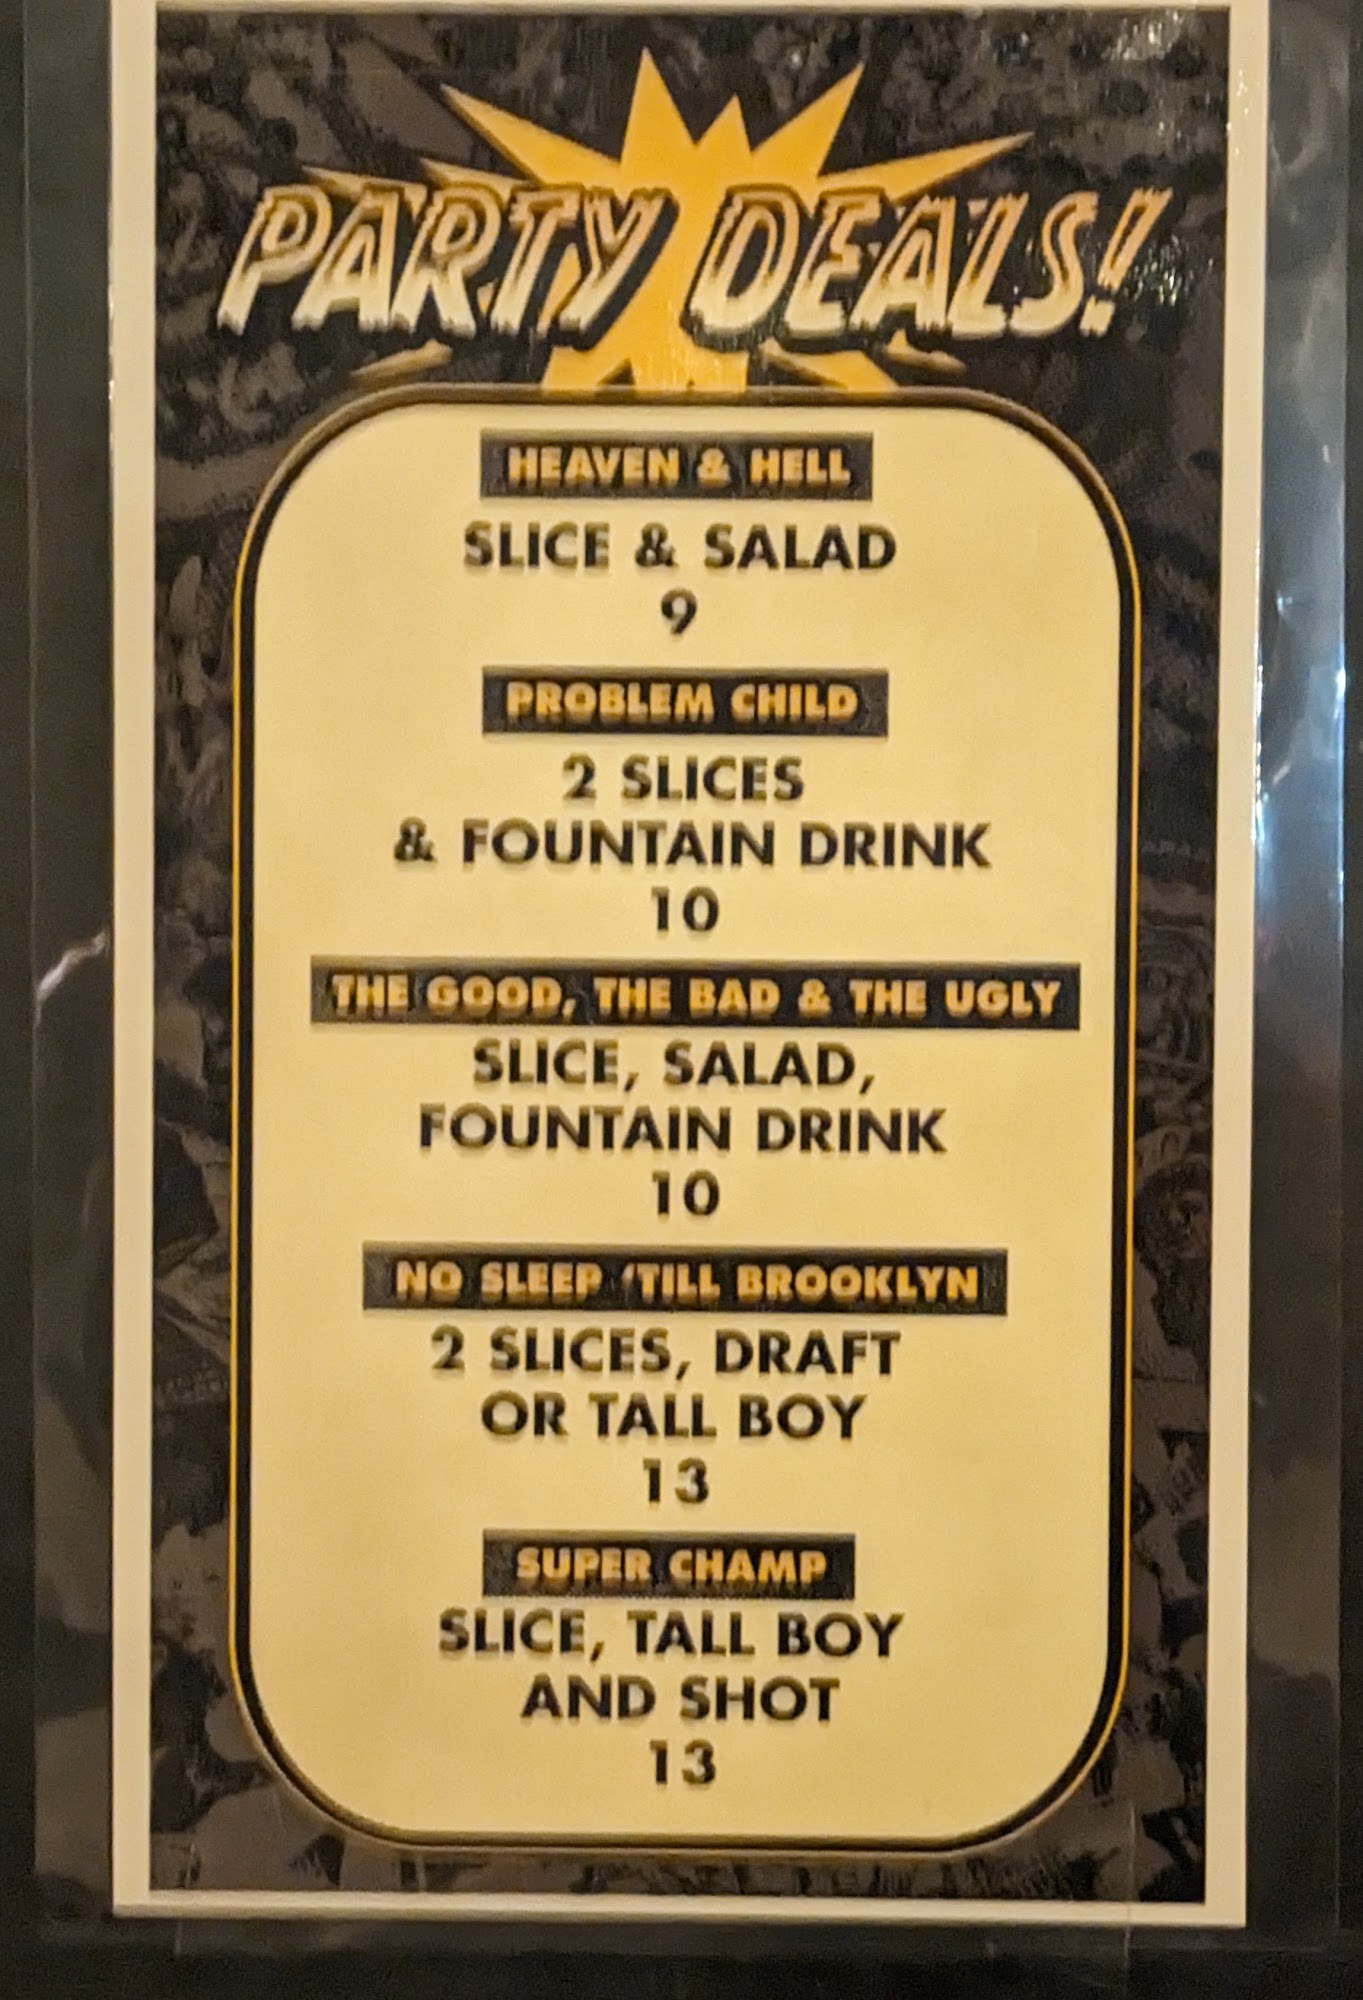 PARTY DEALS!
HEAVEN & HELL
SLICE & SALAD
9
PROBLEM CHILD
2 SLICES
& FOUNTAIN DRINK
10
THE GOOD, THE BAD & THE UGLY
SLICE, SALAD,
FOUNTAIN DRINK
10
NO SLEEP ‘TILL BROOKLYN
2 SLICES, DRAFT
OR TALL BOY
13
SUPER CHAMP
SLICE, TALL BOY
AND SHOT
13